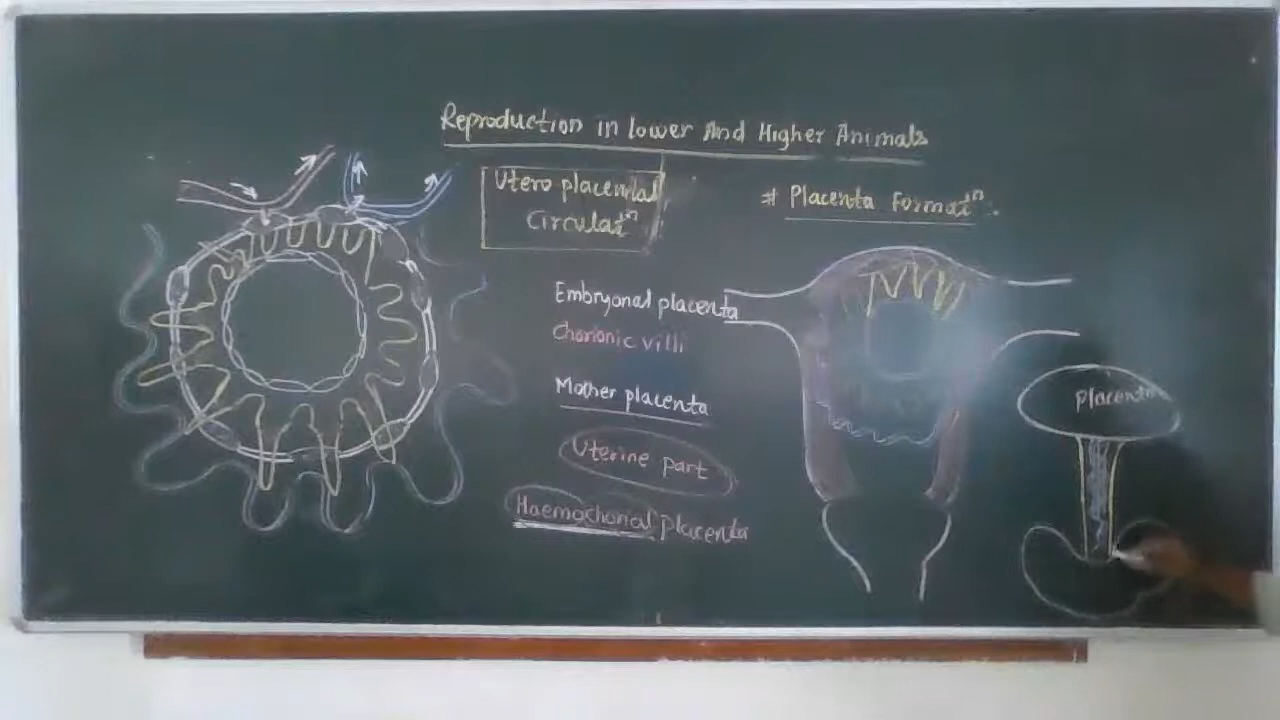 Reproduction in Lower And Higher Animals
Utero placental
Circulatⁿ
# Placenta Formatⁿ.
Embryonal placenta
Chorionic villi
Mother placenta
Uterine part
Haemochorial placenta
Placenta